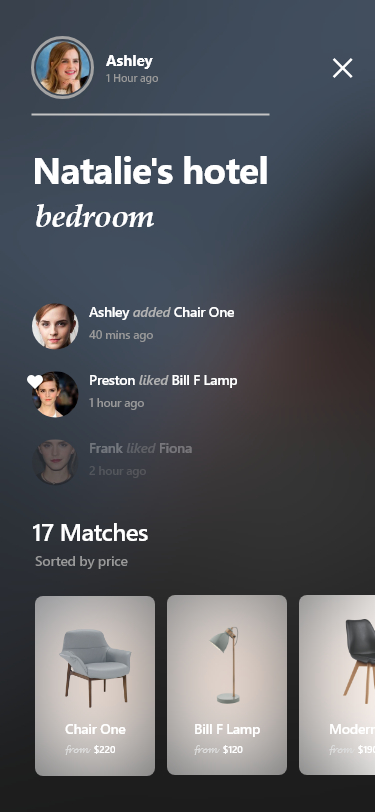 Ashley
1 Hour ago
Natalie's hotel
bedroom
Ashley added Chair One
40 mins ago
Preston liked Bill F Lamp
1 hour ago
Frank liked Fiona
2 hour ago
17 Matches
Sorted by price
Chair One
from $220
Bill F Lamp
from $120
Modern
from